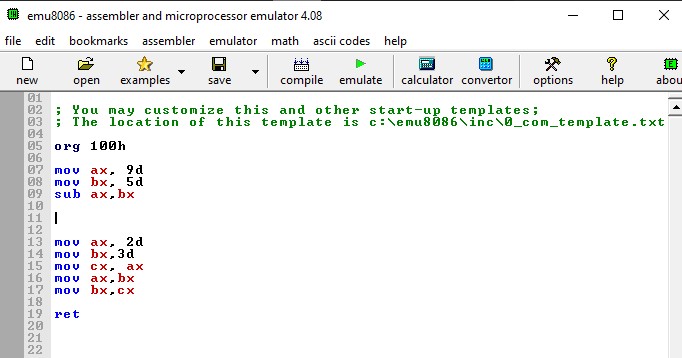 emu8086 - assembler and microprocessor emulator 4.08
file edit bookmarks assembler emulator math ascii codes help
new open examples save compile emulate calculator convertor options help abou
01
02 ; You may customize this and other start-up templates;
03 ; The location of this template is c:\emu8086\inc\0_com_template.txt
04
05 org 100h
06
07 mov ax, 9d
08 mov bx, 5d
09 sub ax,bx
10
11
12
13 mov ax, 2d
14 mov bx,3d
15 mov cx, ax
16 mov ax,bx
17 mov bx,cx
18
19 ret
20
21
22